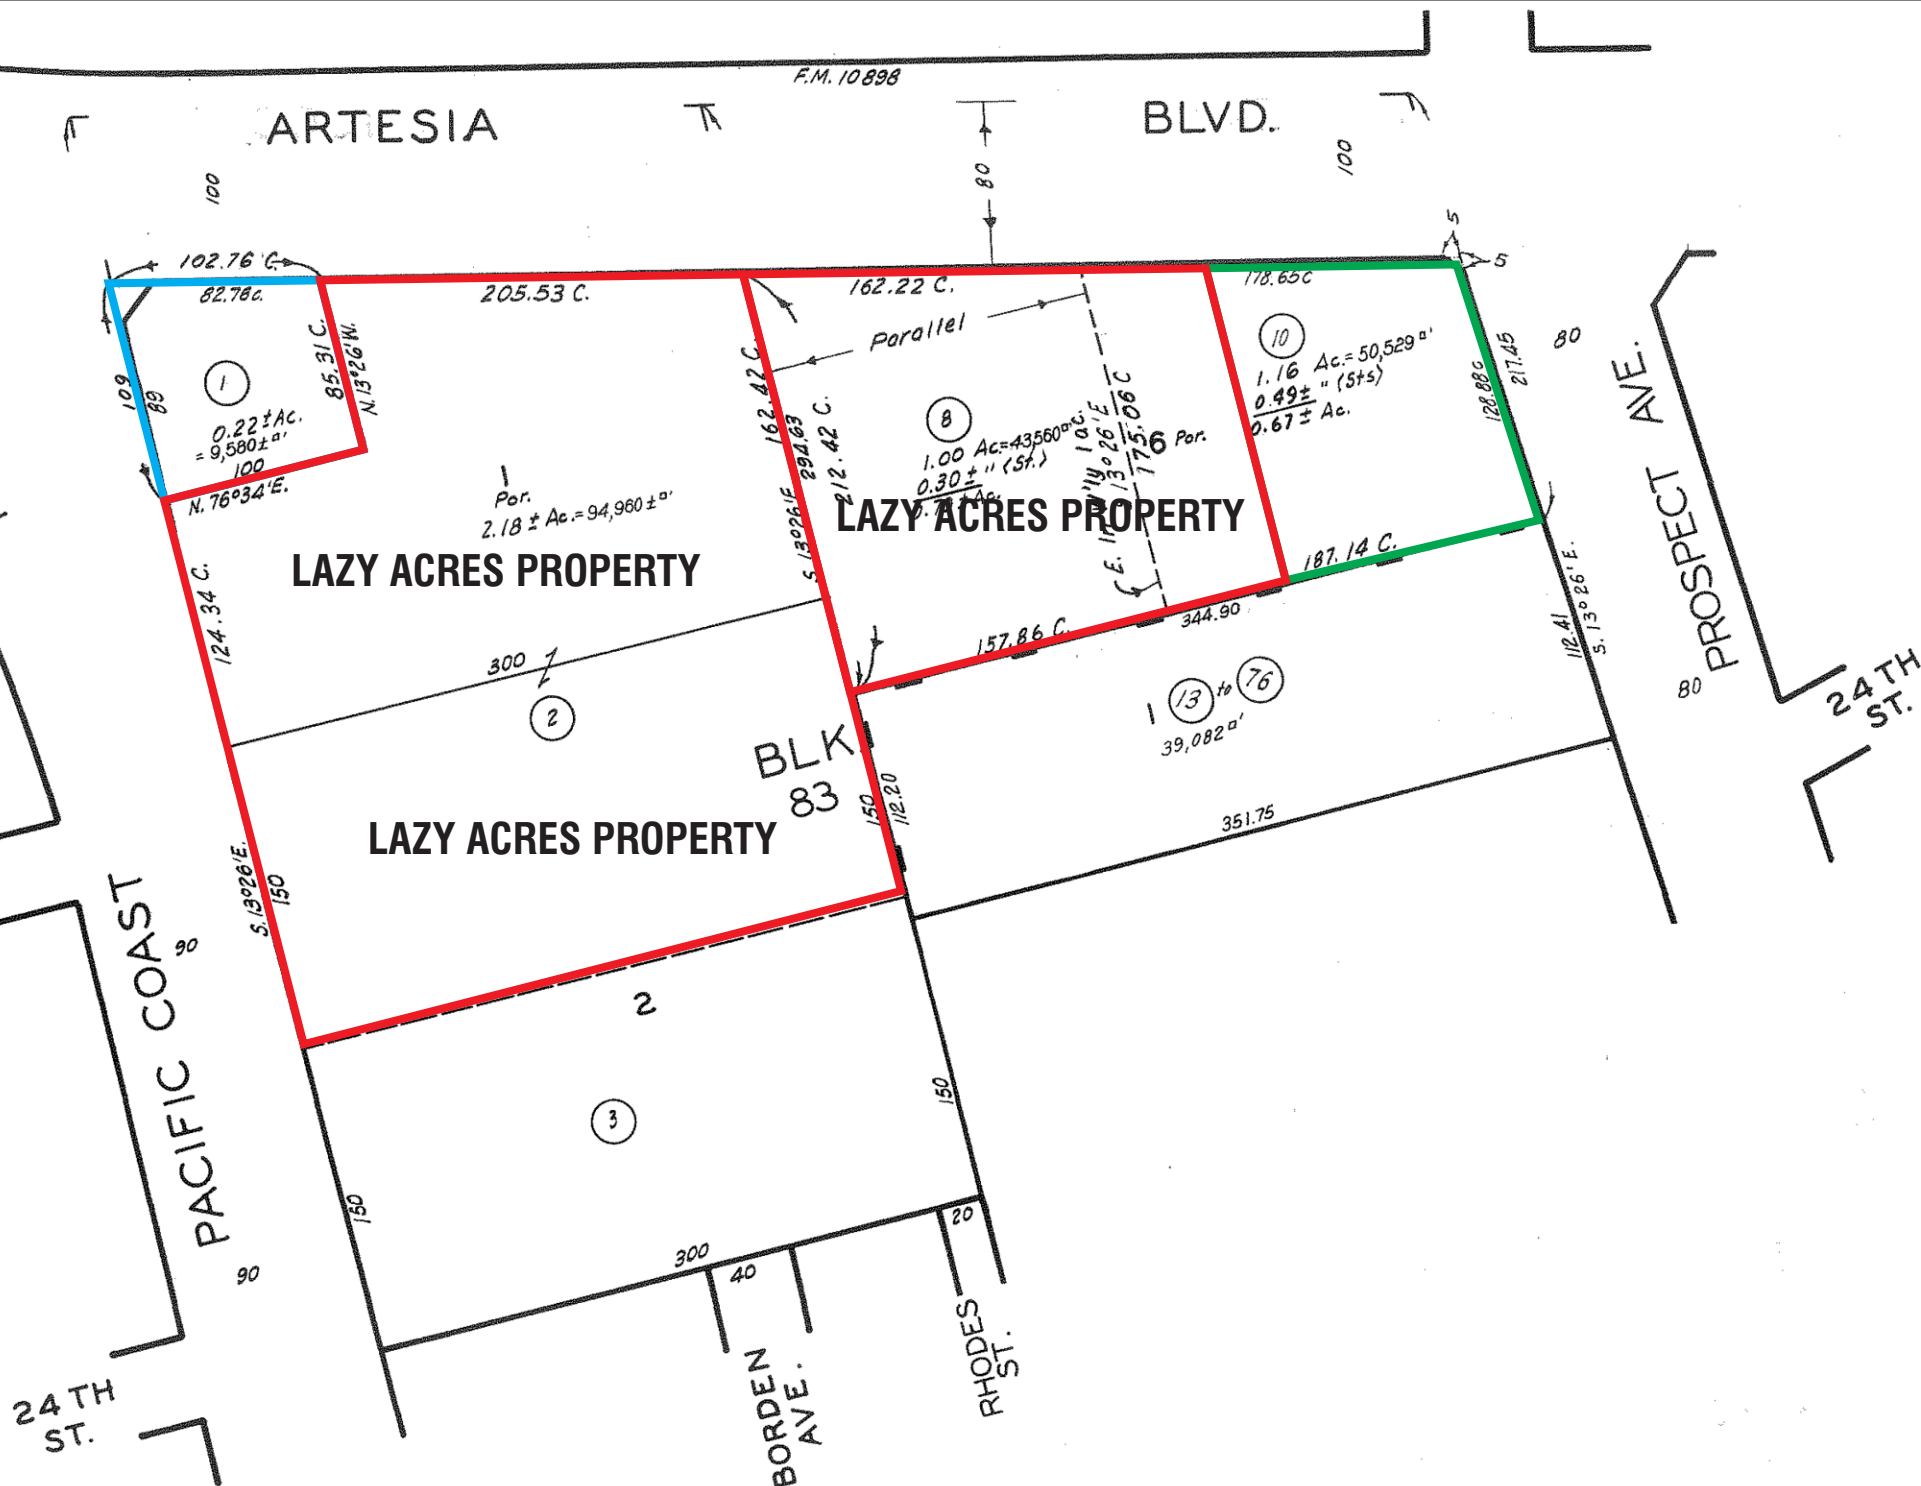 F.M. 10898
ARTESIA BLVD.
100
80
100
5
5
102.76 C.
82.76c.
205.53 C.
162.22 C.
178.65c
Parallel
109
89
1
0.22±Ac.
= 9,580±□'
100
N. 76°34'E.
85.31 C.
N. 13°26'W.
1
Por.
2.18 ± Ac.=94,960±□'
LAZY ACRES PROPERTY
162.42 C.
S. 13°26'E
294.63
212.42 C.
8
1.00 Ac.=43,560□'
0.30± " (St.)
LAZY ACRES PROPERTY
13°26'E
175.06 C
6 Por.
10
1.16 Ac.=50,529□'
0.49± " (Sts)
0.67± Ac.
128.88c
217.45
80
PROSPECT AVE.
187.14 C.
157.86 C.
344.90
124.34 C.
300
2
1 13 to 76
39,082□'
112.41
S. 13°26'E.
80
24TH
ST.
BLK
83
150
112.20
351.75
LAZY ACRES PROPERTY
S. 13°26'E.
150
90
PACIFIC COAST
2
3
150
150
90
300
40
20
24TH
ST.
BORDEN
AVE.
RHODES
ST.